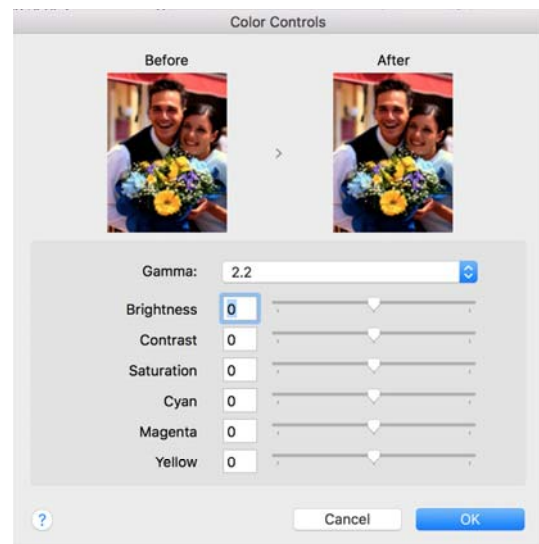 Color Controls
Before After
>
Gamma: 2.2
Brightness 0
Contrast 0
Saturation 0
Cyan 0
Magenta 0
Yellow 0
? Cancel OK